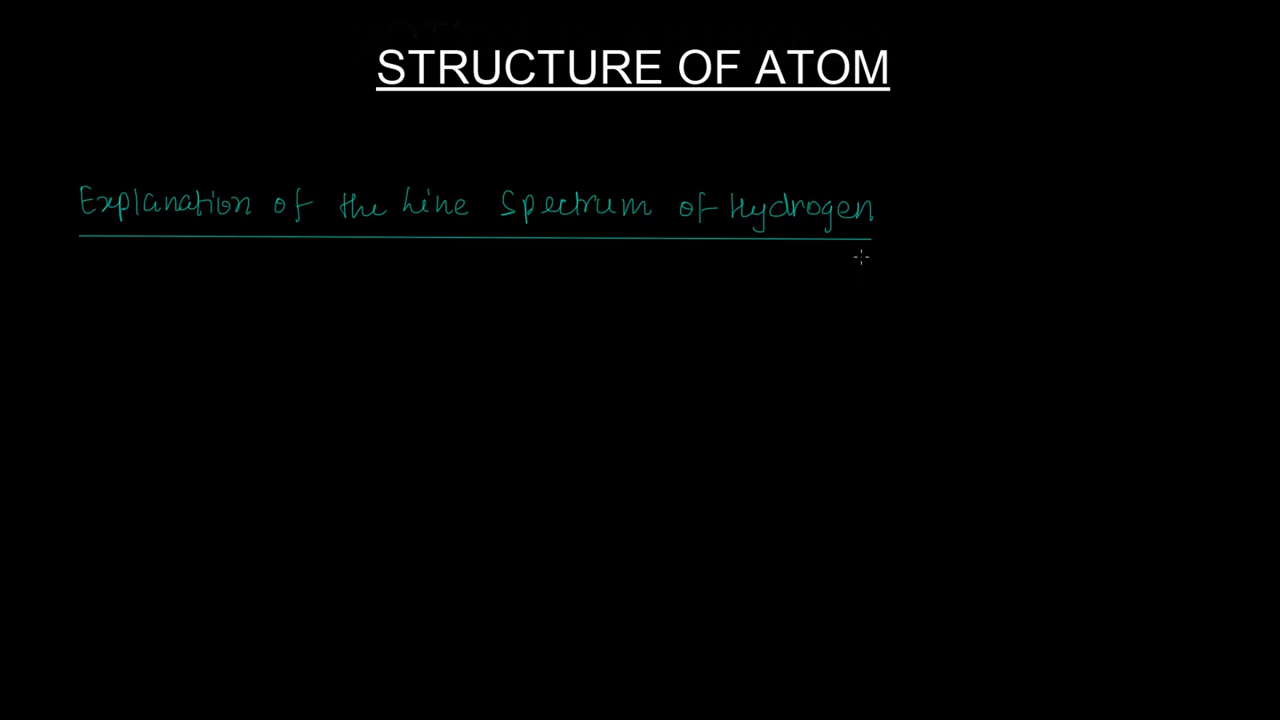 STRUCTURE OF ATOM
Explanation of the Line Spectrum of Hydrogen